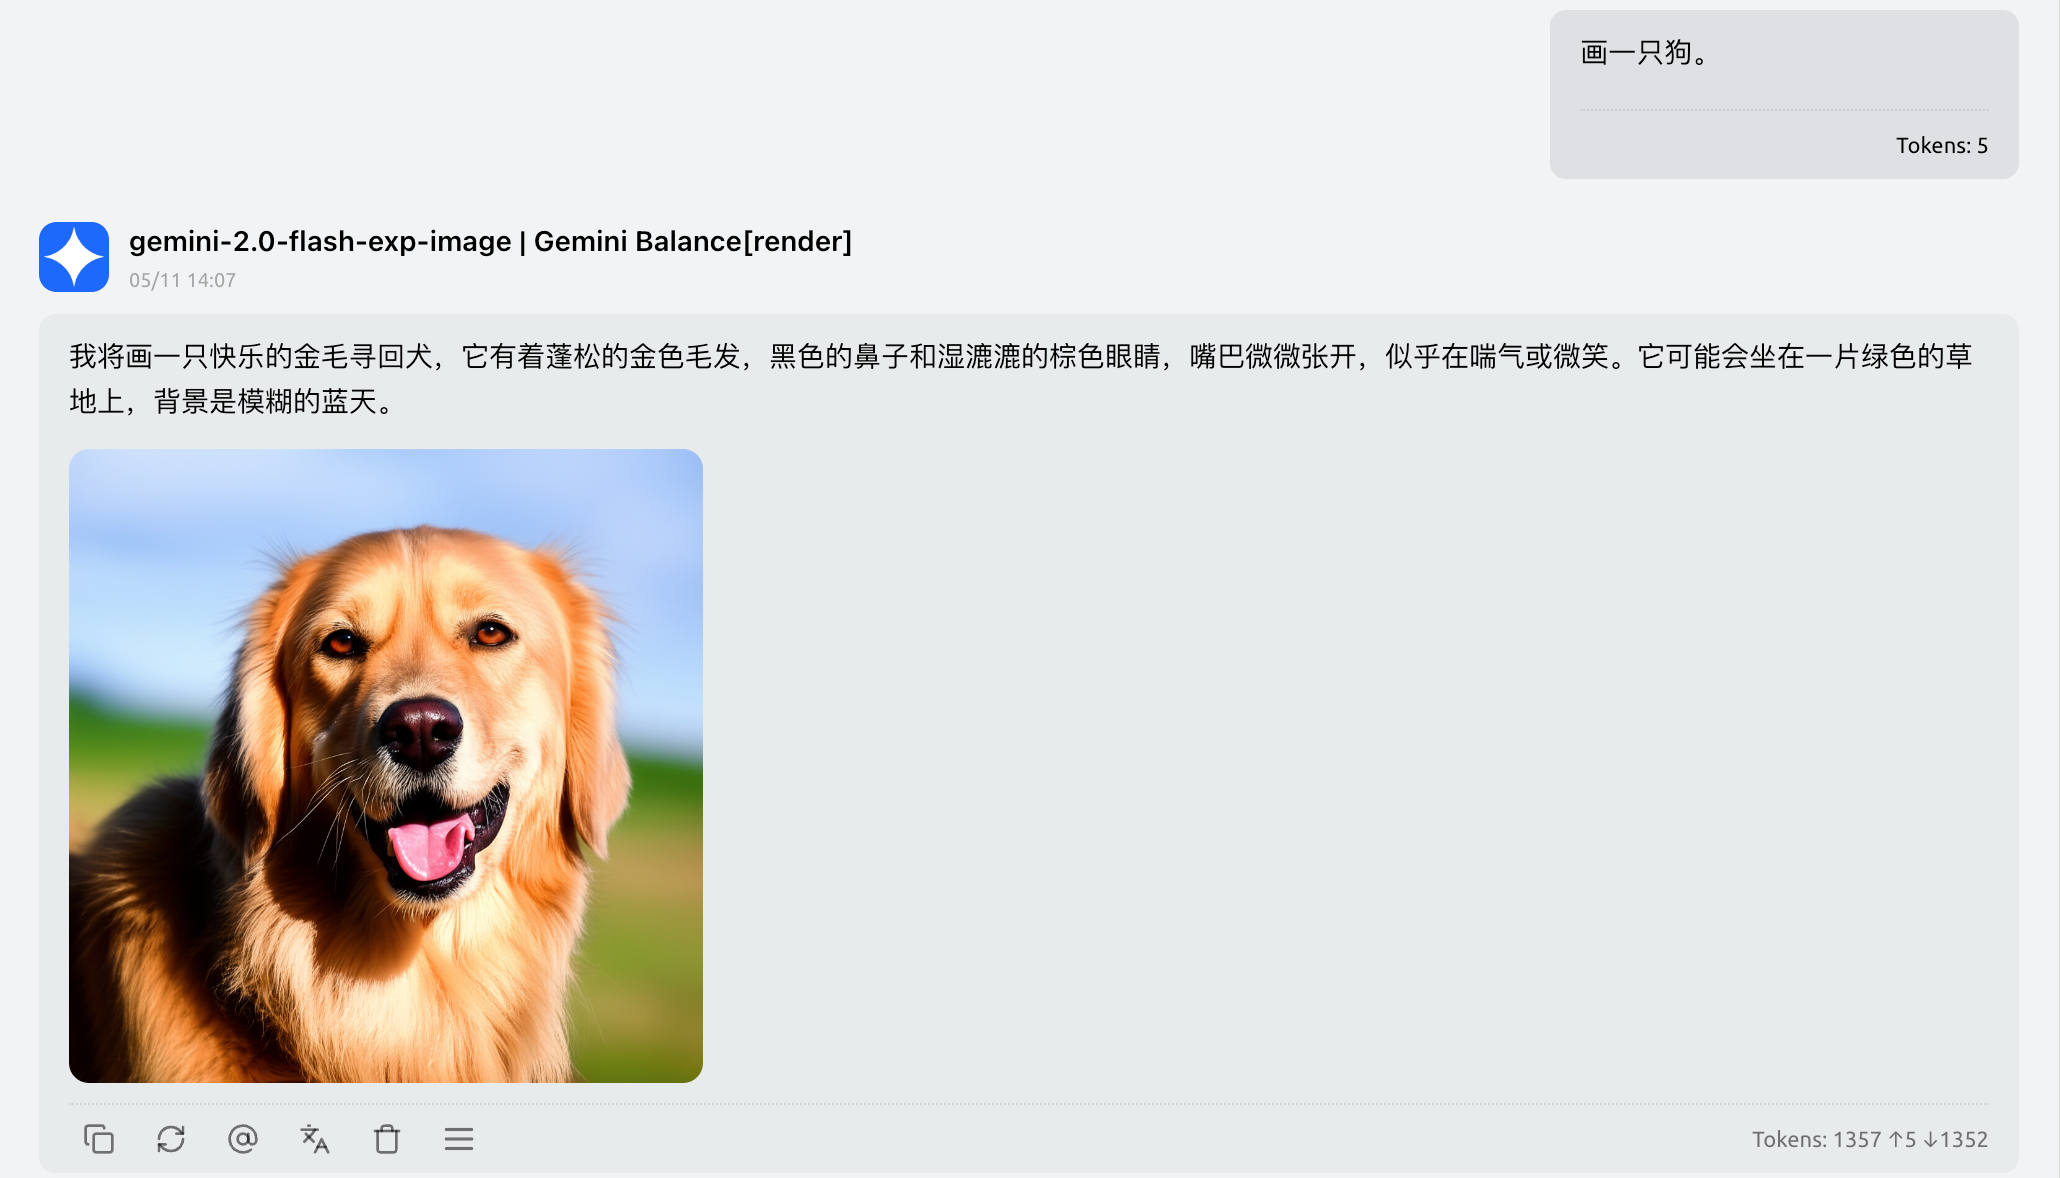 画一只狗。
Tokens: 5
gemini-2.0-flash-exp-image | Gemini Balance[render]
05/11 14:07
我将画一只快乐的金毛寻回犬，它有着蓬松的金色毛发，黑色的鼻子和湿漉漉的棕色眼睛，嘴巴微微张开，似乎在喘气或微笑。它可能会坐在一片绿色的草
地上，背景是模糊的蓝天。
Tokens: 1357 ↑5 ↓1352